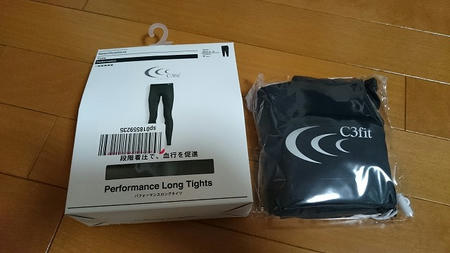 C3fit
sp018559235
段階着圧で、血行を促進
Performance Long Tights
パフォーマンスロングタイツ
C3fit